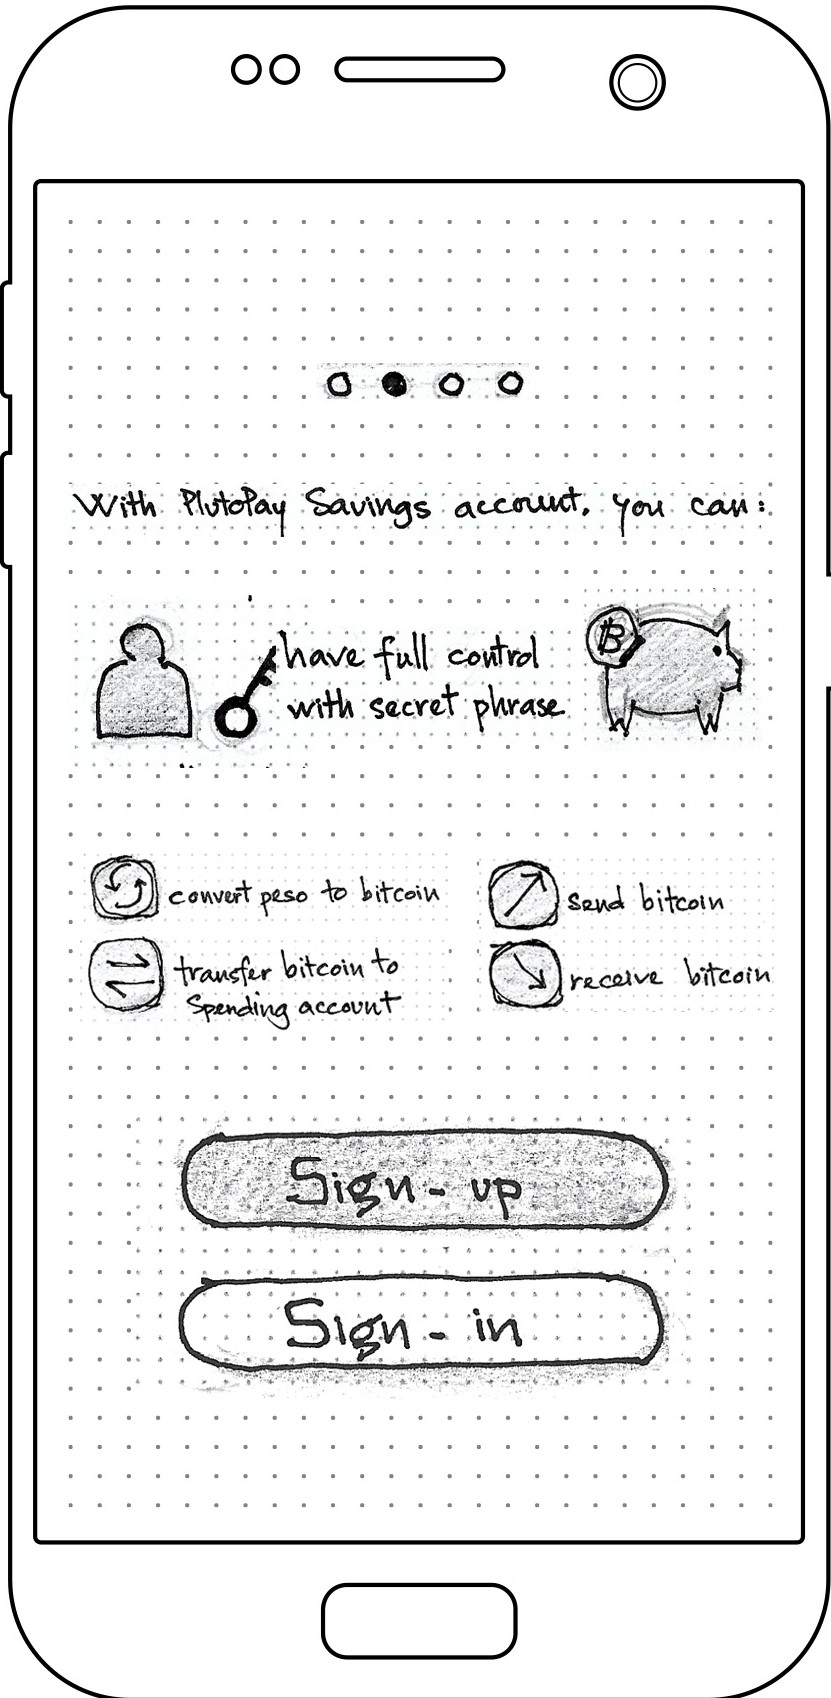 With PlutoPay Savings account, you can:
have full control
with secret phrase
B
convert peso to bitcoin
send bitcoin
transfer bitcoin to
Spending account
receive bitcoin
Sign-up
Sign-in